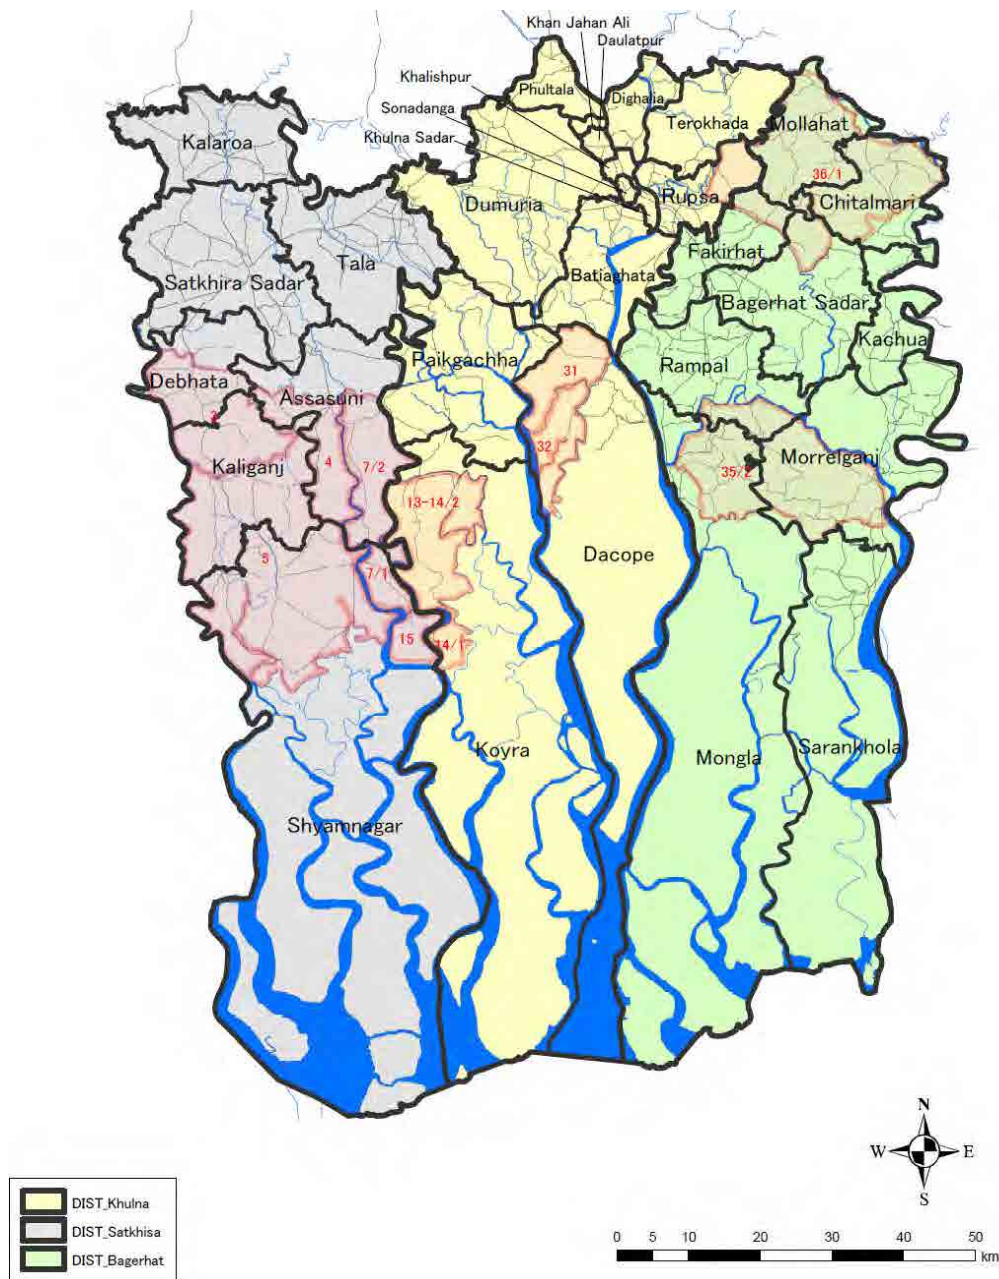 Khan Jahan Ali
Daulatpur
Khalishpur
Phultala
Dighalia
Sonadanga
Terokhada
Mollahat
Khulna Sadar
Kalaroa
36/1
Rupsa
Chitalmari
Dumuria
Fakirhat
Tala
Batiaghata
Satkhira Sadar
Bagerhat Sadar
Kachua
Paikgachha
Rampal
31
Debhata
Assasuni
3
32
Kaliganj
4
7/2
Morrelganj
35/2
13-14/2
Dacope
5
7/1
15
14/1
Koyra
Mongla
Sarankhola
Shyamnagar
N
W
E
S
DIST_Khulna
DIST_Satkhisa
DIST_Bagerhat
0 5 10 20 30 40 50
km